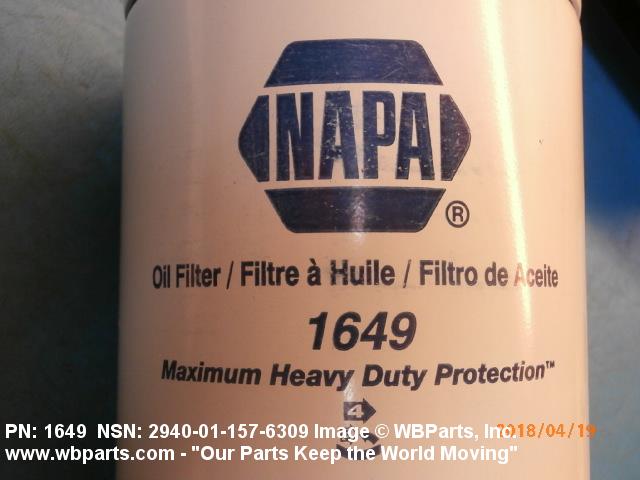 NAPA
®
Oil Filter / Filtre à Huile / Filtro de Aceite
1649
Maximum Heavy Duty Protection™
4
PN: 1649 NSN: 2940-01-157-6309 Image © WBParts, Inc.
2018/04/19
www.wbparts.com - "Our Parts Keep the World Moving"